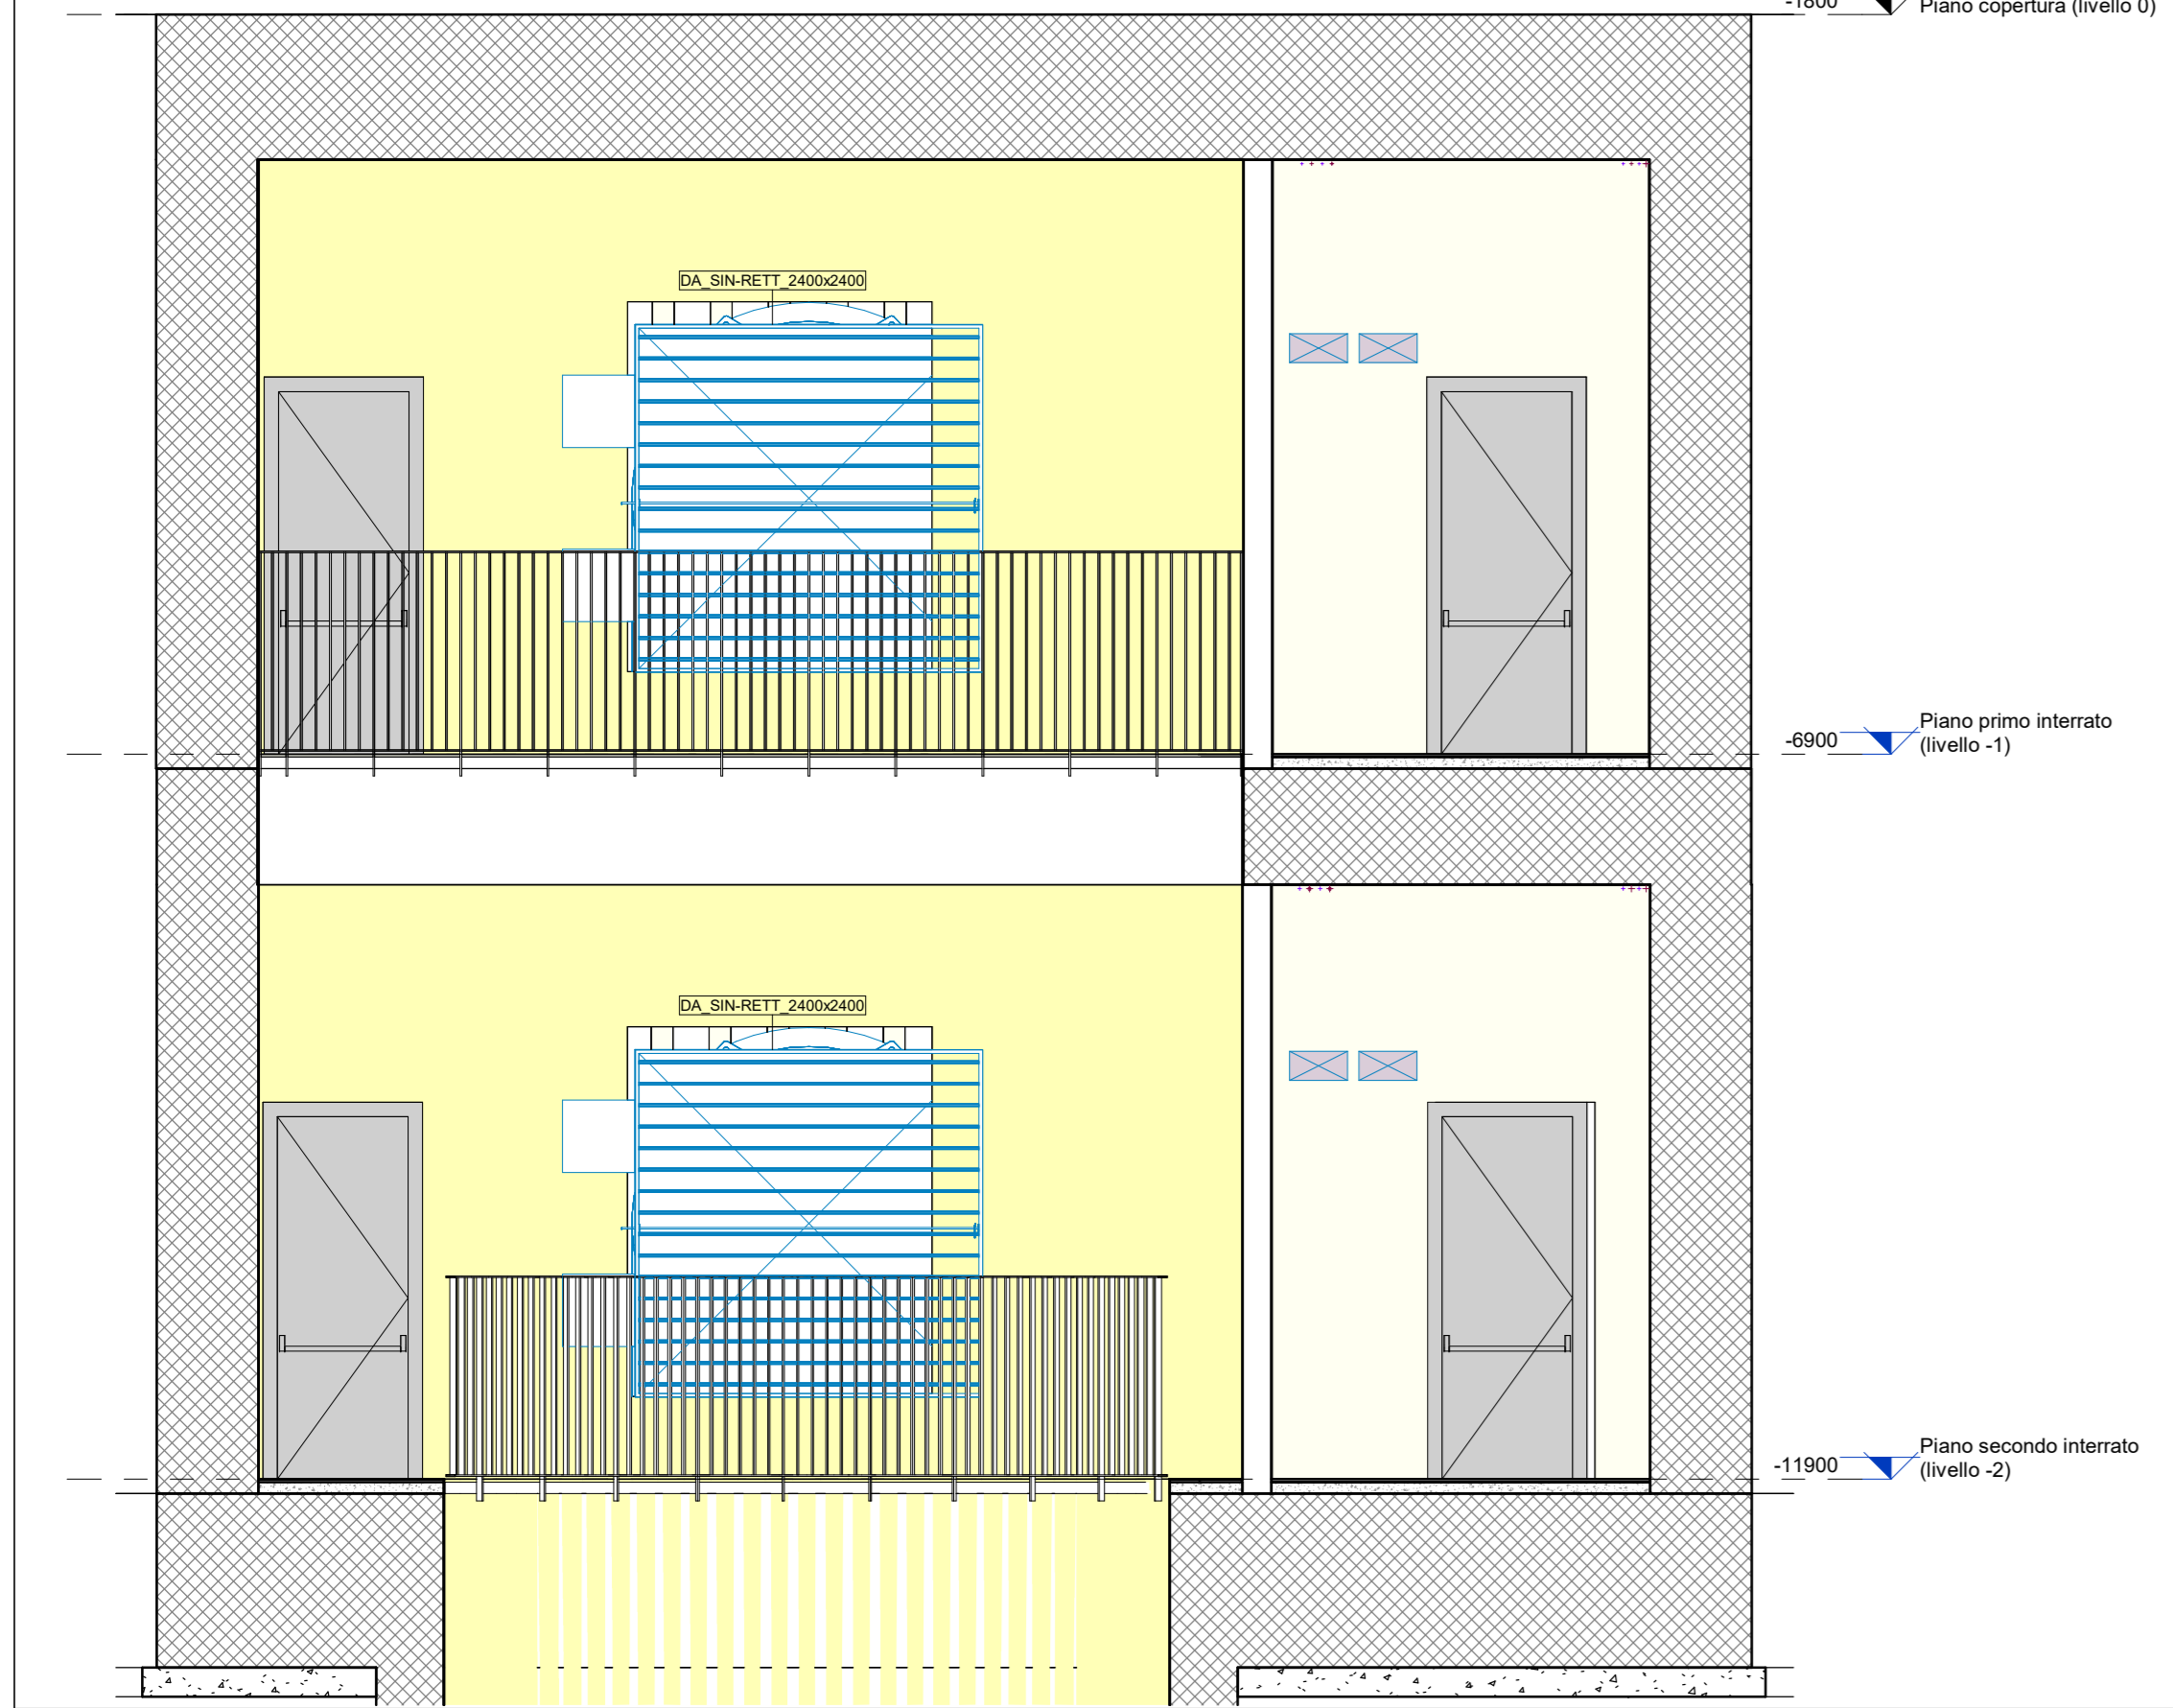 -1800
Piano copertura (livello 0)
DA_SIN-RETT_2400x2400
-6900
Piano primo interrato
(livello -1)
DA_SIN-RETT_2400x2400
-11900
Piano secondo interrato
(livello -2)